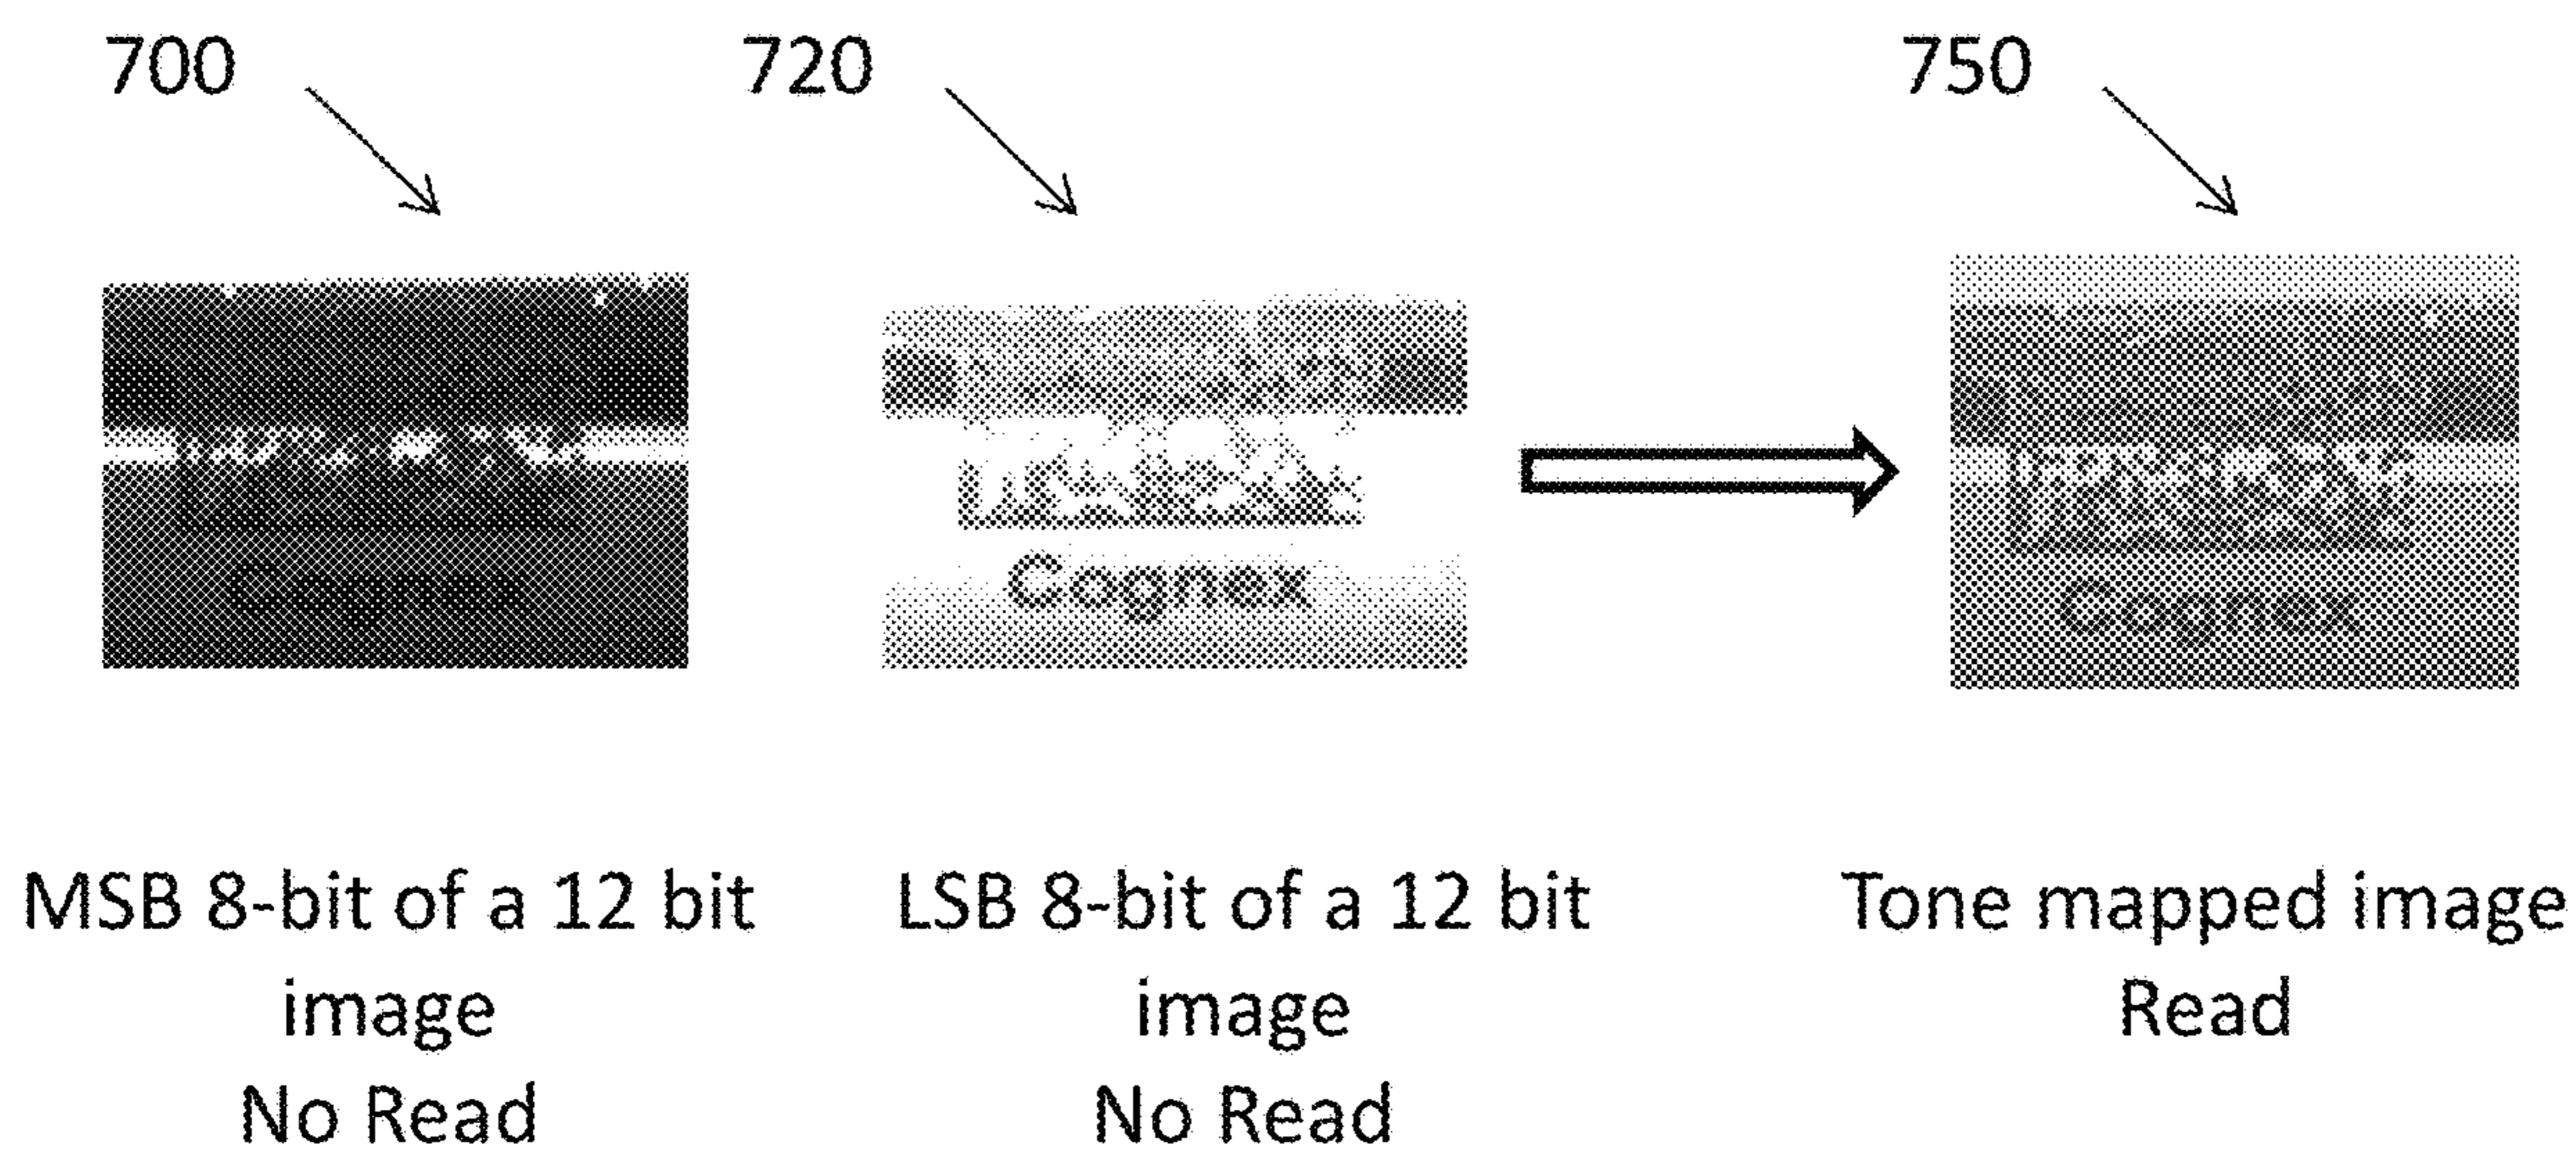 700
720
750
Cognex
Cognex
Cognex
MSB 8-bit of a 12 bit
image
No Read
LSB 8-bit of a 12 bit
image
No Read
Tone mapped image
Read